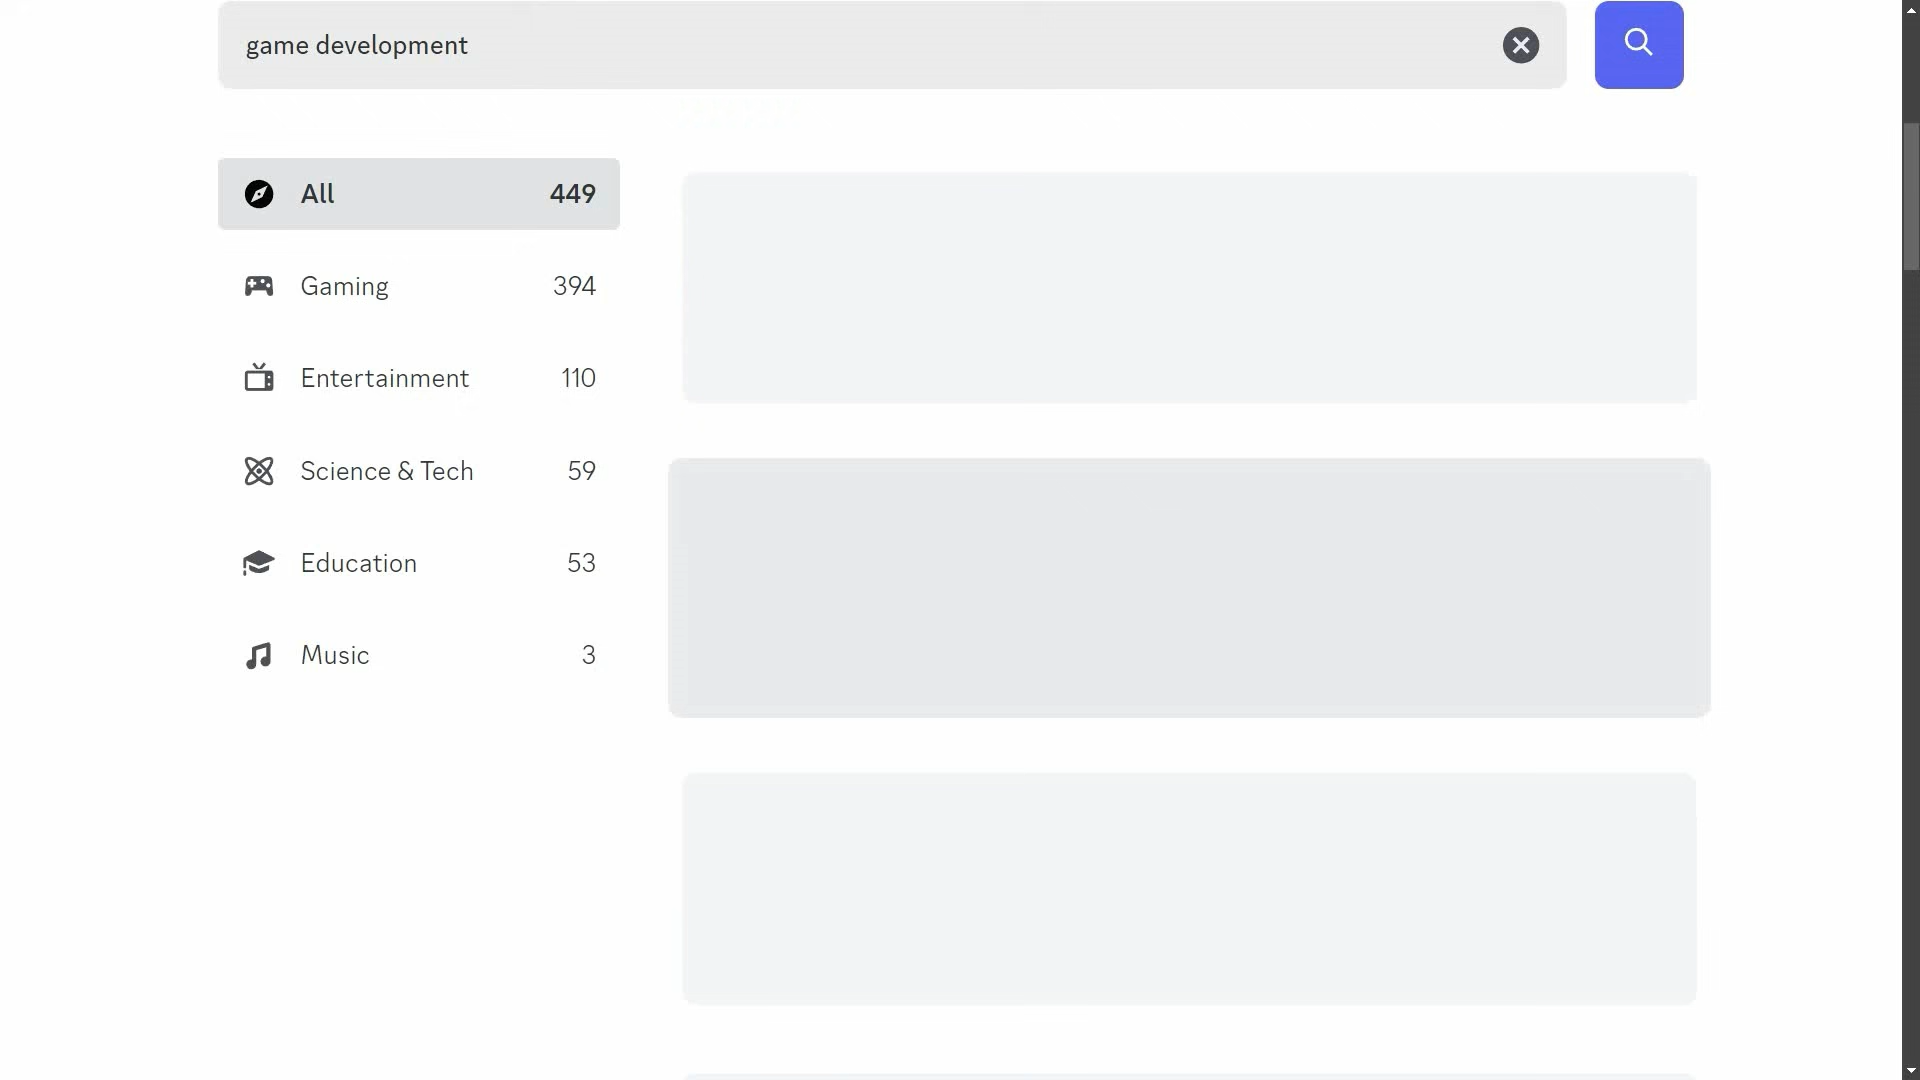 game development
All 449
Gaming 394
Entertainment 110
Science & Tech 59
Education 53
Music 3